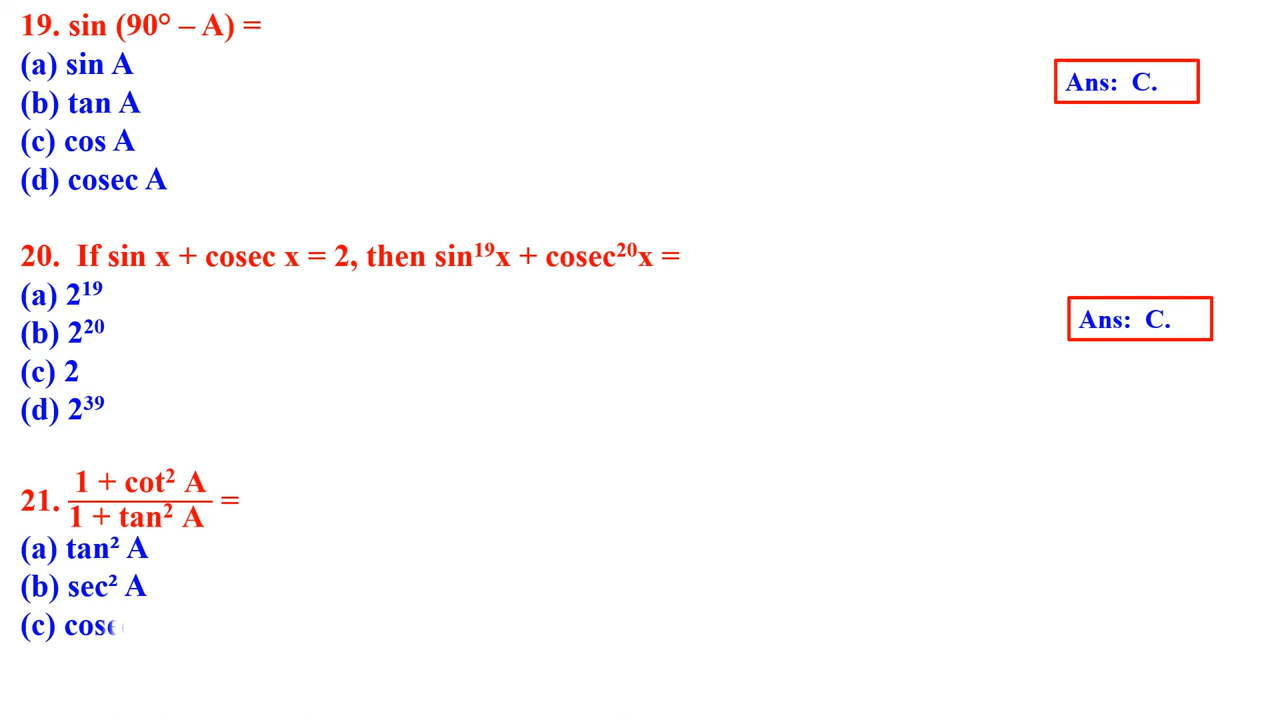 19. sin (90° – A) =
(a) sin A
(b) tan A
(c) cos A
(d) cosec A
Ans: C.
20. If sin x + cosec x = 2, then sin¹⁹x + cosec²⁰x =
(a) 2¹⁹
(b) 2²⁰
(c) 2
(d) 2³⁹
Ans: C.
1 + cot² A
21. =
1 + tan² A
(a) tan² A
(b) sec² A
(c)